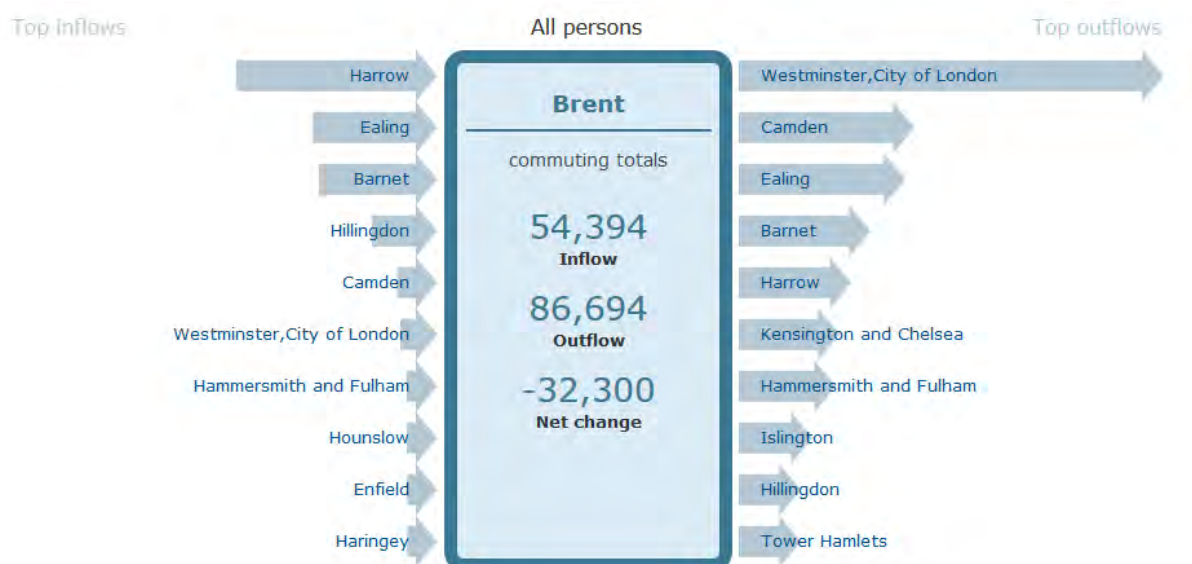 Top inflows
All persons
Top outflows
Harrow
Ealing
Barnet
Hillingdon
Camden
Westminster,City of London
Hammersmith and Fulham
Hounslow
Enfield
Haringey
Brent
commuting totals
54,394
Inflow
86,694
Outflow
-32,300
Net change
Westminster,City of London
Camden
Ealing
Barnet
Harrow
Kensington and Chelsea
Hammersmith and Fulham
Islington
Hillingdon
Tower Hamlets